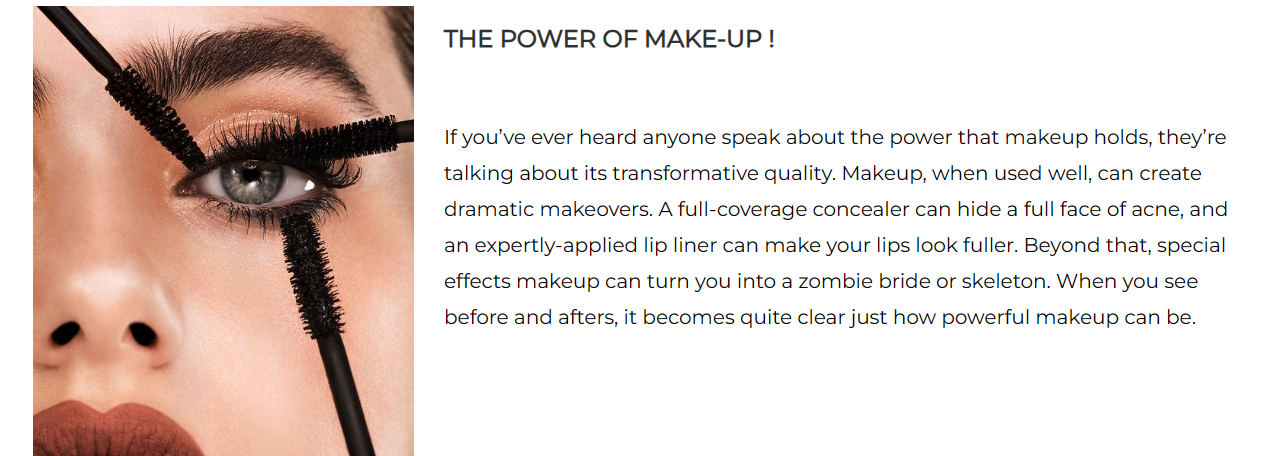 THE POWER OF MAKE-UP !
If you’ve ever heard anyone speak about the power that makeup holds, they’re
talking about its transformative quality. Makeup, when used well, can create
dramatic makeovers. A full-coverage concealer can hide a full face of acne, and
an expertly-applied lip liner can make your lips look fuller. Beyond that, special
effects makeup can turn you into a zombie bride or skeleton. When you see
before and afters, it becomes quite clear just how powerful makeup can be.